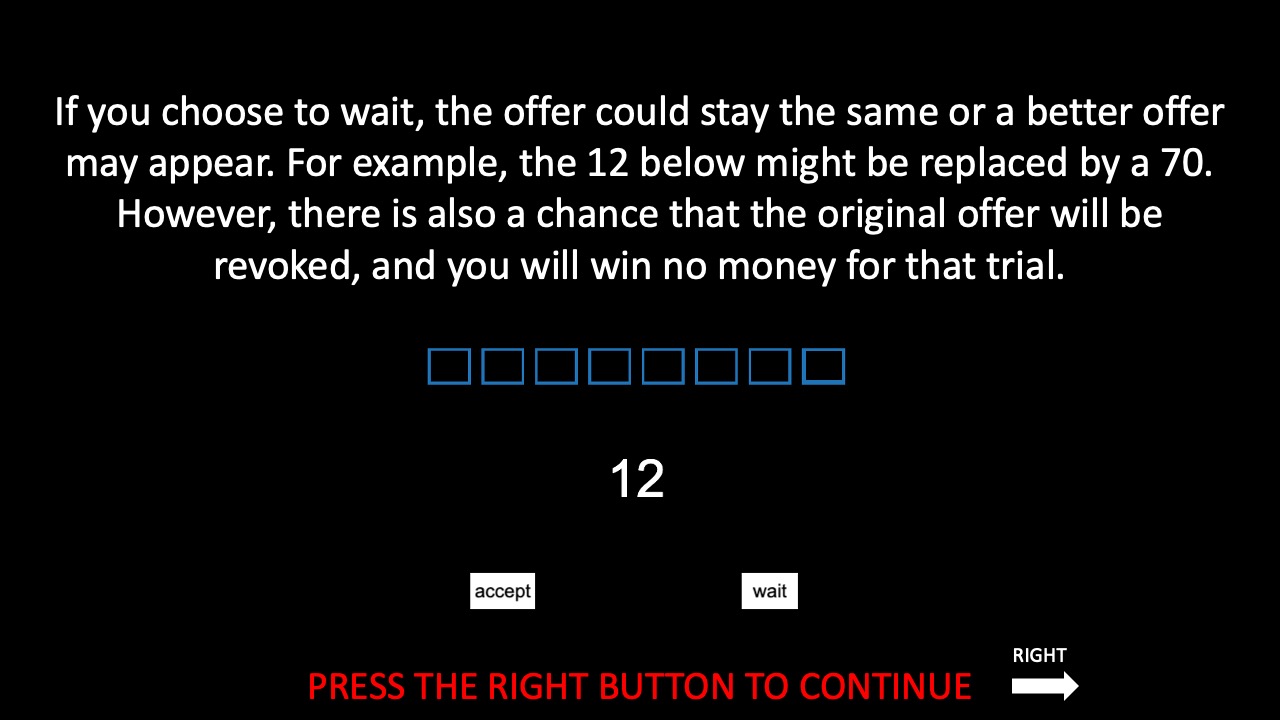 If you choose to wait, the offer could stay the same or a better offer
may appear. For example, the 12 below might be replaced by a 70.
However, there is also a chance that the original offer will be
revoked, and you will win no money for that trial.
12
accept
wait
RIGHT
PRESS THE RIGHT BUTTON TO CONTINUE